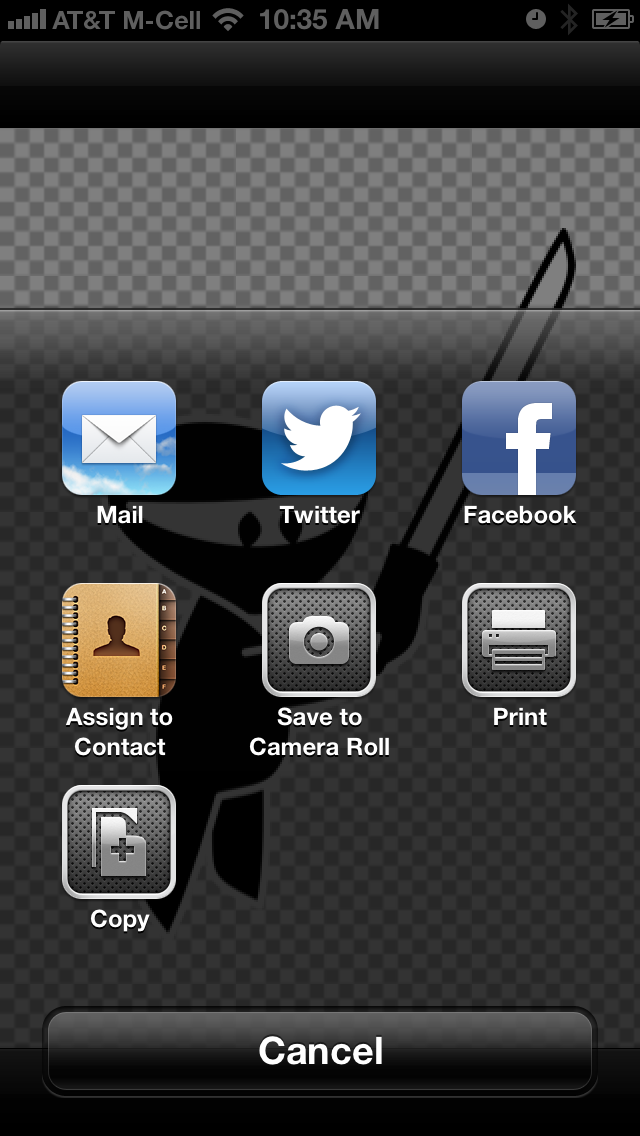 AT&T M-Cell 10:35 AM
Mail Twitter Facebook
Assign to Save to Print
Contact Camera Roll
Copy
Cancel